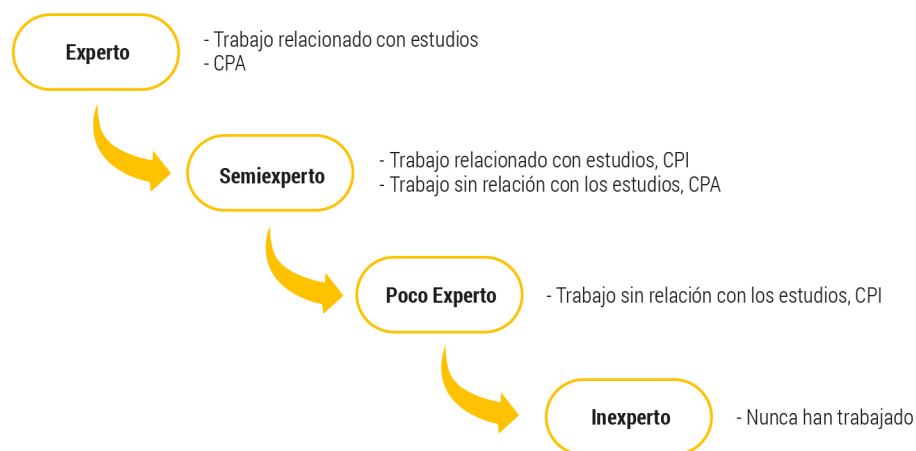 Experto
- Trabajo relacionado con estudios
- CPA
Semiexperto
- Trabajo relacionado con estudios, CPI
- Trabajo sin relación con los estudios, CPA
Poco Experto
- Trabajo sin relación con los estudios, CPI
Inexperto
- Nunca han trabajado